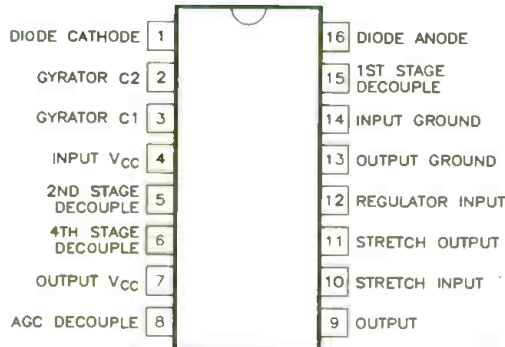 DIODE CATHODE 1
GYRATOR C2 2
GYRATOR C1 3
INPUT VCC 4
2ND STAGE
DECOUPLE 5
4TH STAGE
DECOUPLE 6
OUTPUT VCC 7
AGC DECOUPLE 8
16 DIODE ANODE
15 1ST STAGE
DECOUPLE
14 INPUT GROUND
13 OUTPUT GROUND
12 REGULATOR INPUT
11 STRETCH OUTPUT
10 STRETCH INPUT
9 OUTPUT